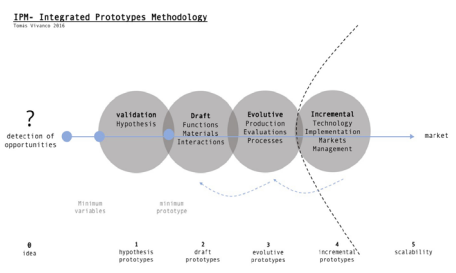 IPM- Integrated Prototypes Methodology
Tomás Vivanco 2016
?
detection of
opportunities
validation
Hypothesis
Draft
Functions
Materials
Interactions
Evolutive
Production
Evaluations
Processes
Incremental
Technology
Implementation
Markets
Management
market
Minimum
variables
minimum
prototype
0
idea
1
hypothesis
prototypes
2
draft
prototypes
3
evolutive
prototypes
4
incremental
prototypes
5
scalability